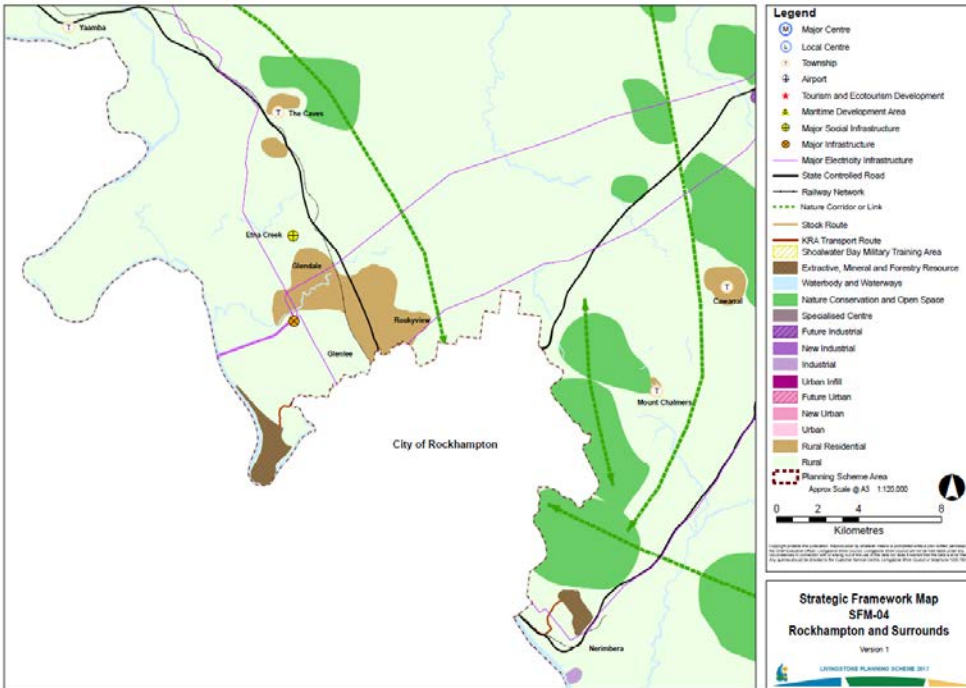 Yaamba
T
T
The Caves
Etna Creek
Glendale
Rockyview
Glenlee
City of Rockhampton
T
Cawarral
T
Mount Chalmers
Nerimbera
Legend
M Major Centre
L Local Centre
T Township
Airport
Tourism and Ecotourism Development
Maritime Development Area
Major Social Infrastructure
Major Infrastructure
Major Electricity Infrastructure
State Controlled Road
Railway Network
Nature Corridor or Link
Stock Route
KRA Transport Route
Shoalwater Bay Military Training Area
Extractive, Mineral and Forestry Resource
Waterbody and Waterways
Nature Conservation and Open Space
Specialised Centre
Future Industrial
New Industrial
Industrial
Urban Infill
Future Urban
New Urban
Urban
Rural Residential
Rural
Planning Scheme Area
Approx Scale @ A3 1:120,000
0 2 4 6 8
Kilometres
Strategic Framework Map
SFM-04
Rockhampton and Surrounds
Version 1
LIVINGSTONE PLANNING SCHEME 2017